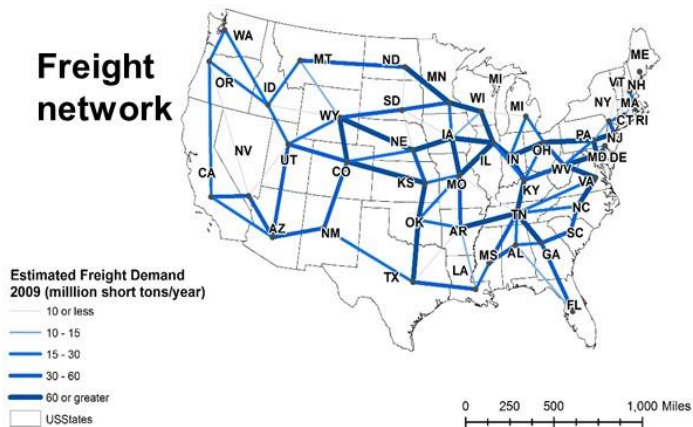 Freight
network
WA
MT
ND
MN
ME
VT
NH
OR
ID
SD
WI
MI
MI
NY
MA
CT
RI
WY
IA
PA
NJ
NV
NE
IL
IN
OH
MD
DE
UT
CO
WV
VA
CA
KS
MO
KY
NC
OK
TN
AZ
NM
AR
SC
MS
AL
GA
TX
LA
FL
Estimated Freight Demand
2009 (milllion short tons/year)
10 or less
10 - 15
15 - 30
30 - 60
60 or greater
USStates
0 250 500 1,000 Miles